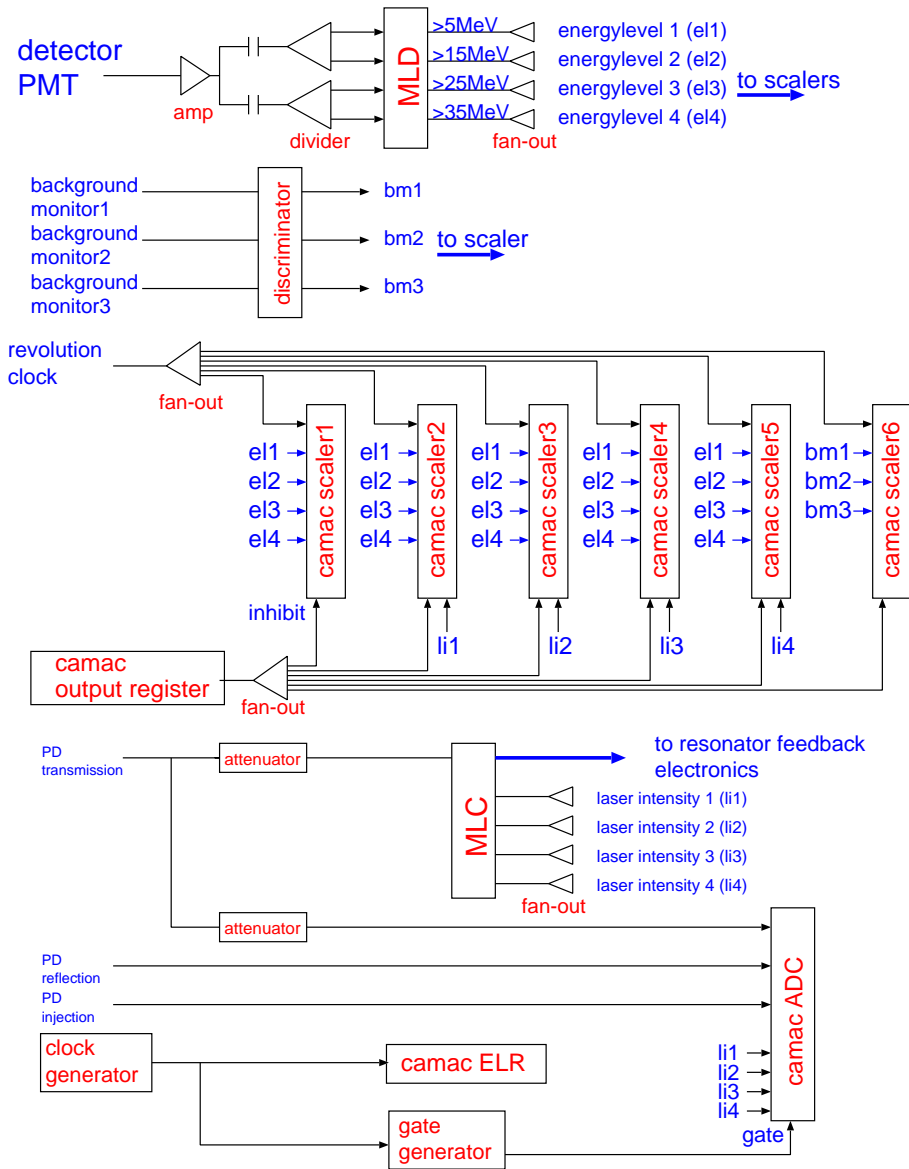 detector
PMT
amp
divider
MLD
>5MeV
>15MeV
>25MeV
>35MeV
fan-out
energylevel 1 (el1)
energylevel 2 (el2)
energylevel 3 (el3)
energylevel 4 (el4)
to scalers
background
monitor1
background
monitor2
background
monitor3
discriminator
bm1
bm2
bm3
to scaler
revolution
clock
fan-out
el1
el2
el3
el4
camac scaler1
el1
el2
el3
el4
camac scaler2
el1
el2
el3
el4
camac scaler3
el1
el2
el3
el4
camac scaler4
el1
el2
el3
el4
camac scaler5
bm1
bm2
bm3
camac scaler6
inhibit
li1
li2
li3
li4
camac
output register
fan-out
PD
transmission
attenuator
MLC
to resonator feedback
electronics
laser intensity 1 (li1)
laser intensity 2 (li2)
laser intensity 3 (li3)
laser intensity 4 (li4)
fan-out
attenuator
PD
reflection
PD
injection
camac ADC
clock
generator
camac ELR
li1
li2
li3
li4
gate
gate
generator